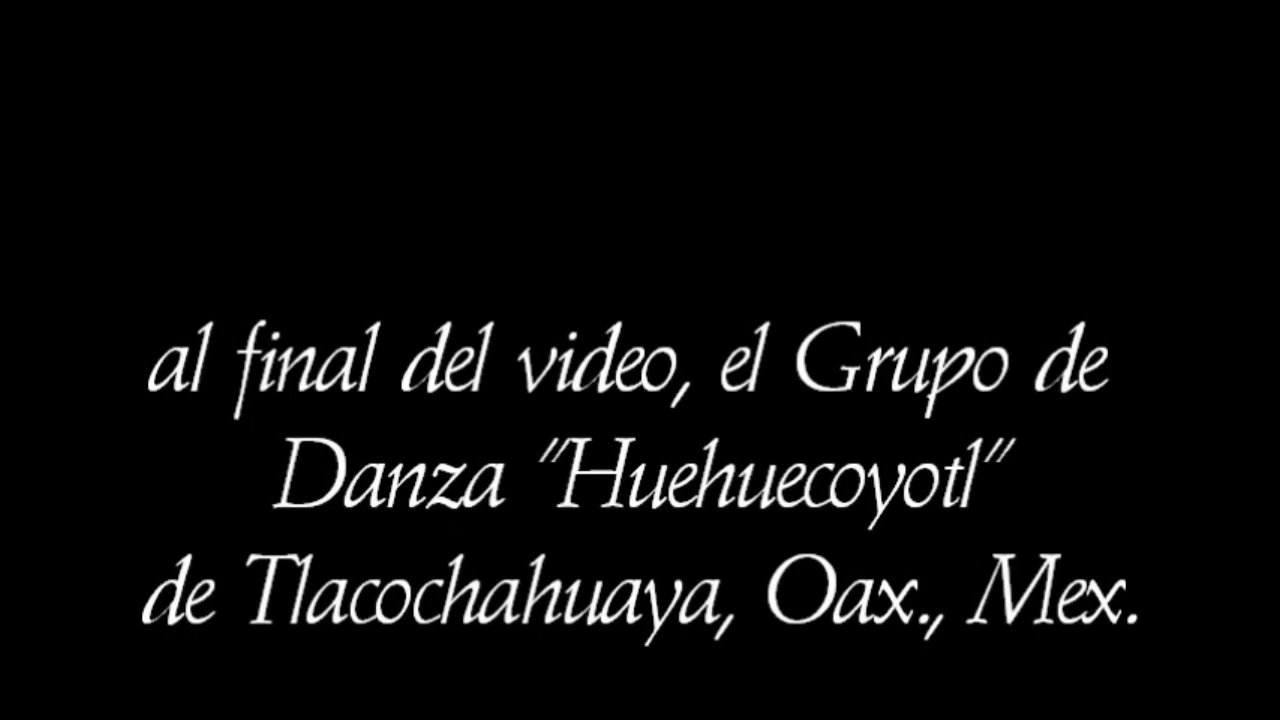 al final del video, el Grupo de
Danza "Huehuecoyotl"
de Tlacochahuaya, Oax., Mex.